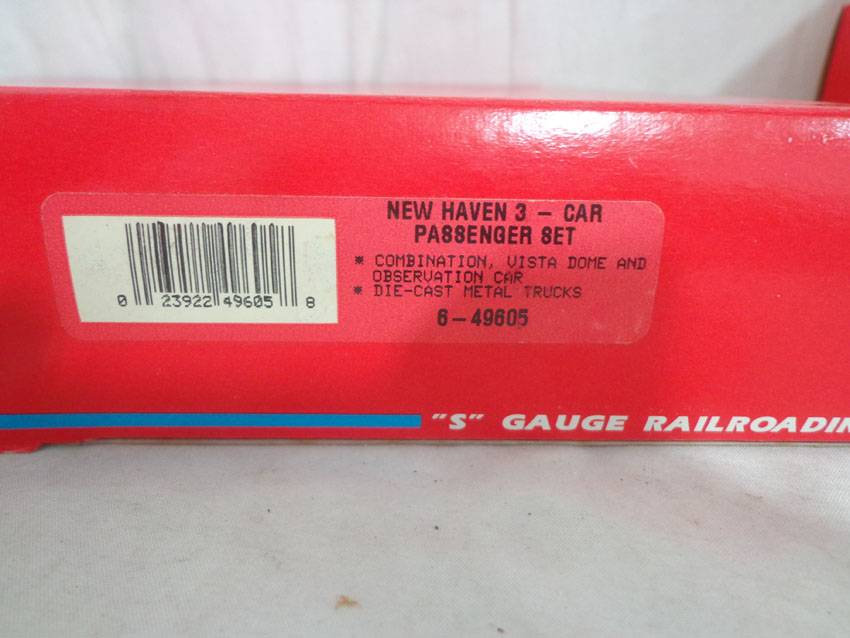 NEW HAVEN 3 - CAR
PASSENGER SET
* COMBINATION, VISTA DOME AND
OBSERVATION CAR
* DIE-CAST METAL TRUCKS
6-49605
0 23922 49605 8
"S" GAUGE RAILROADIN